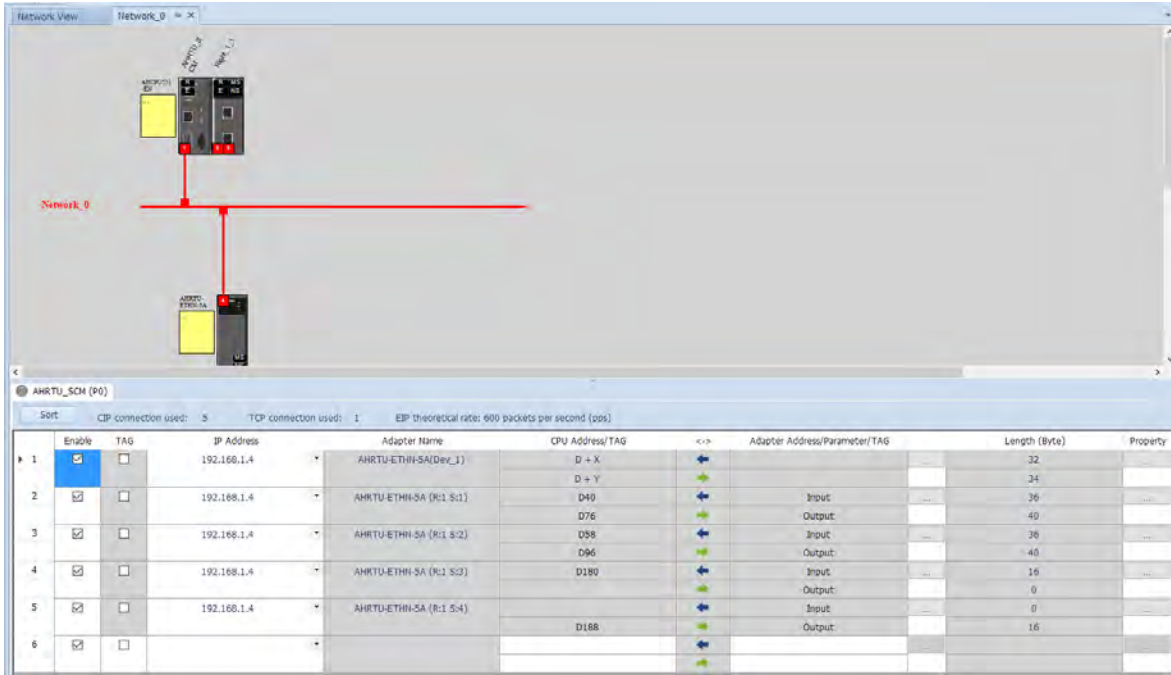 Network View Network_0
Network_0
AHRTU-
ETHN-5A
AHRTU_SCM (P0)
Sort CIP connection used: 5 TCP connection used: 1 EIP theoretical rate: 600 packets per second (pps)
Enable TAG IP Address Adapter Name CPU Address/TAG <-> Adapter Address/Parameter/TAG Length (Byte) Property
1 192.168.1.4 AHRTU-ETHN-5A(Dev_1) D + X ... 32 ...
D + Y 34
2 192.168.1.4 AHRTU-ETHN-5A (R:1 S:1) D40 Input ... 36 ...
D76 Output 40
3 192.168.1.4 AHRTU-ETHN-5A (R:1 S:2) D58 Input ... 36 ...
D96 Output 40
4 192.168.1.4 AHRTU-ETHN-5A (R:1 S:3) D180 Input ... 16 ...
Output 0
5 192.168.1.4 AHRTU-ETHN-5A (R:1 S:4) Input ... 0 ...
D188 Output 16
6 ... ...